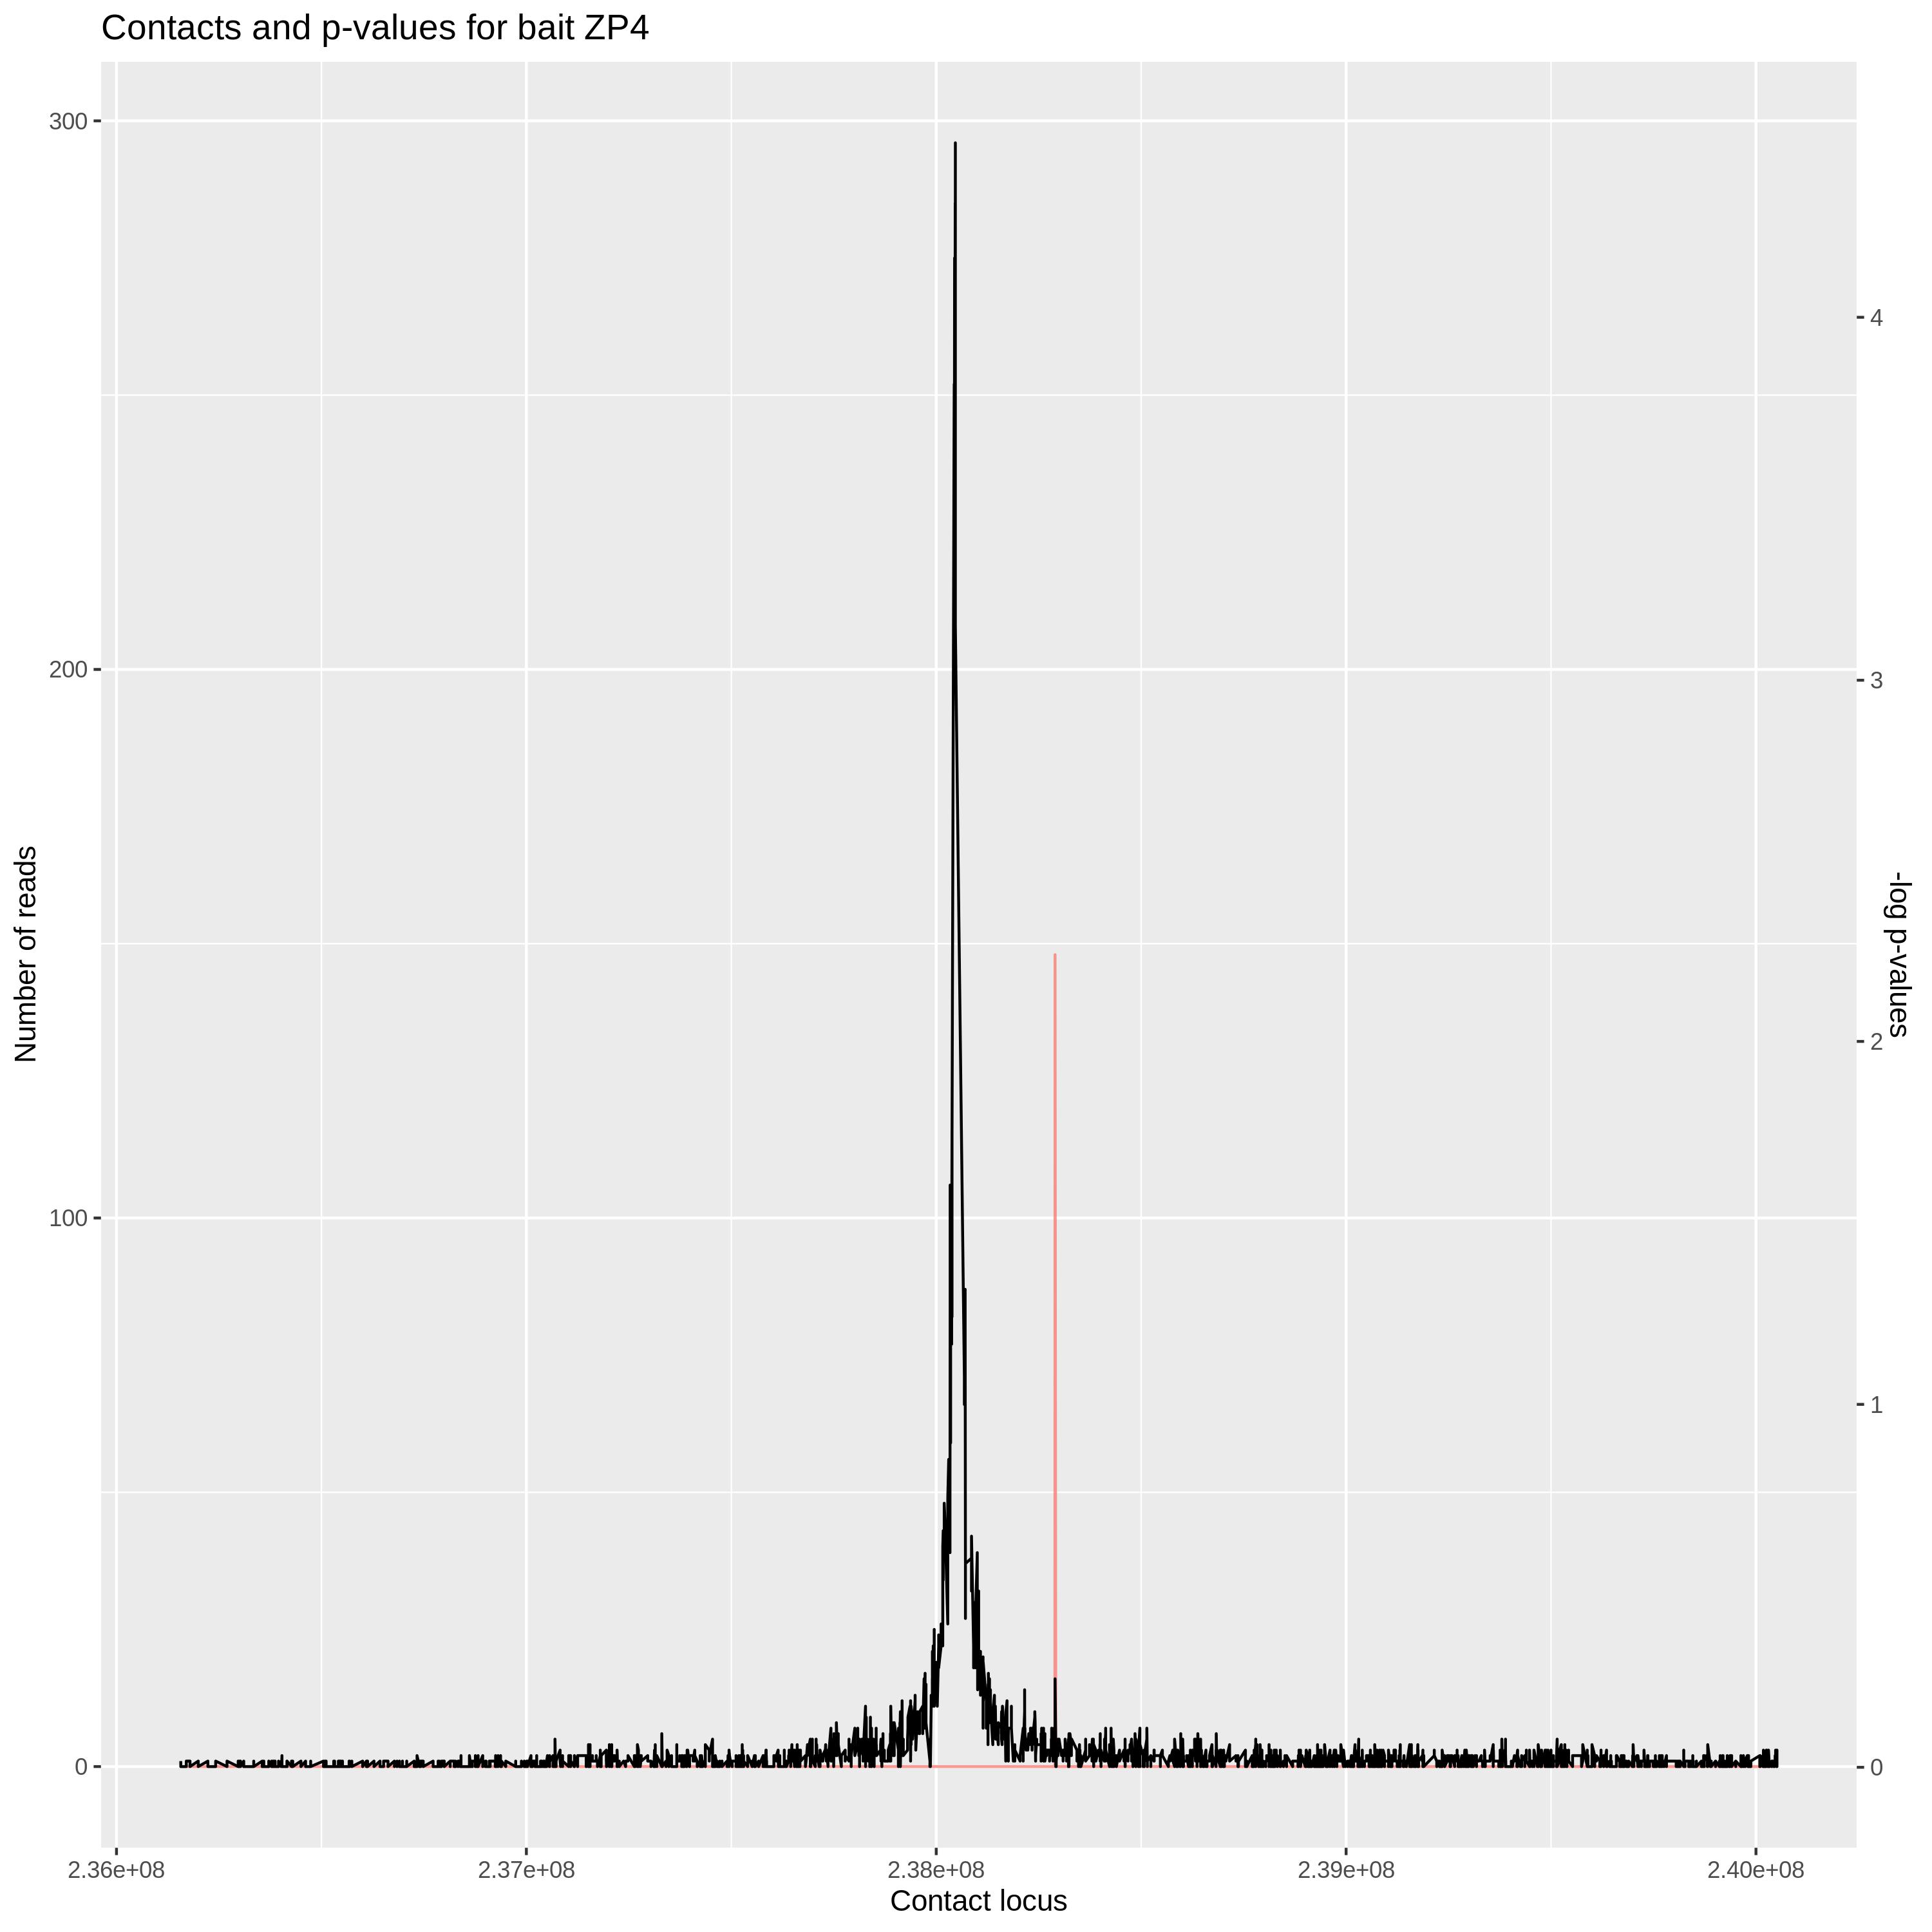 Contacts and p-values for bait ZP4
300
200
100
0
Number of reads
4
3
2
1
0
-log p-values
2.36e+08 2.37e+08 2.38e+08 2.39e+08 2.40e+08
Contact locus